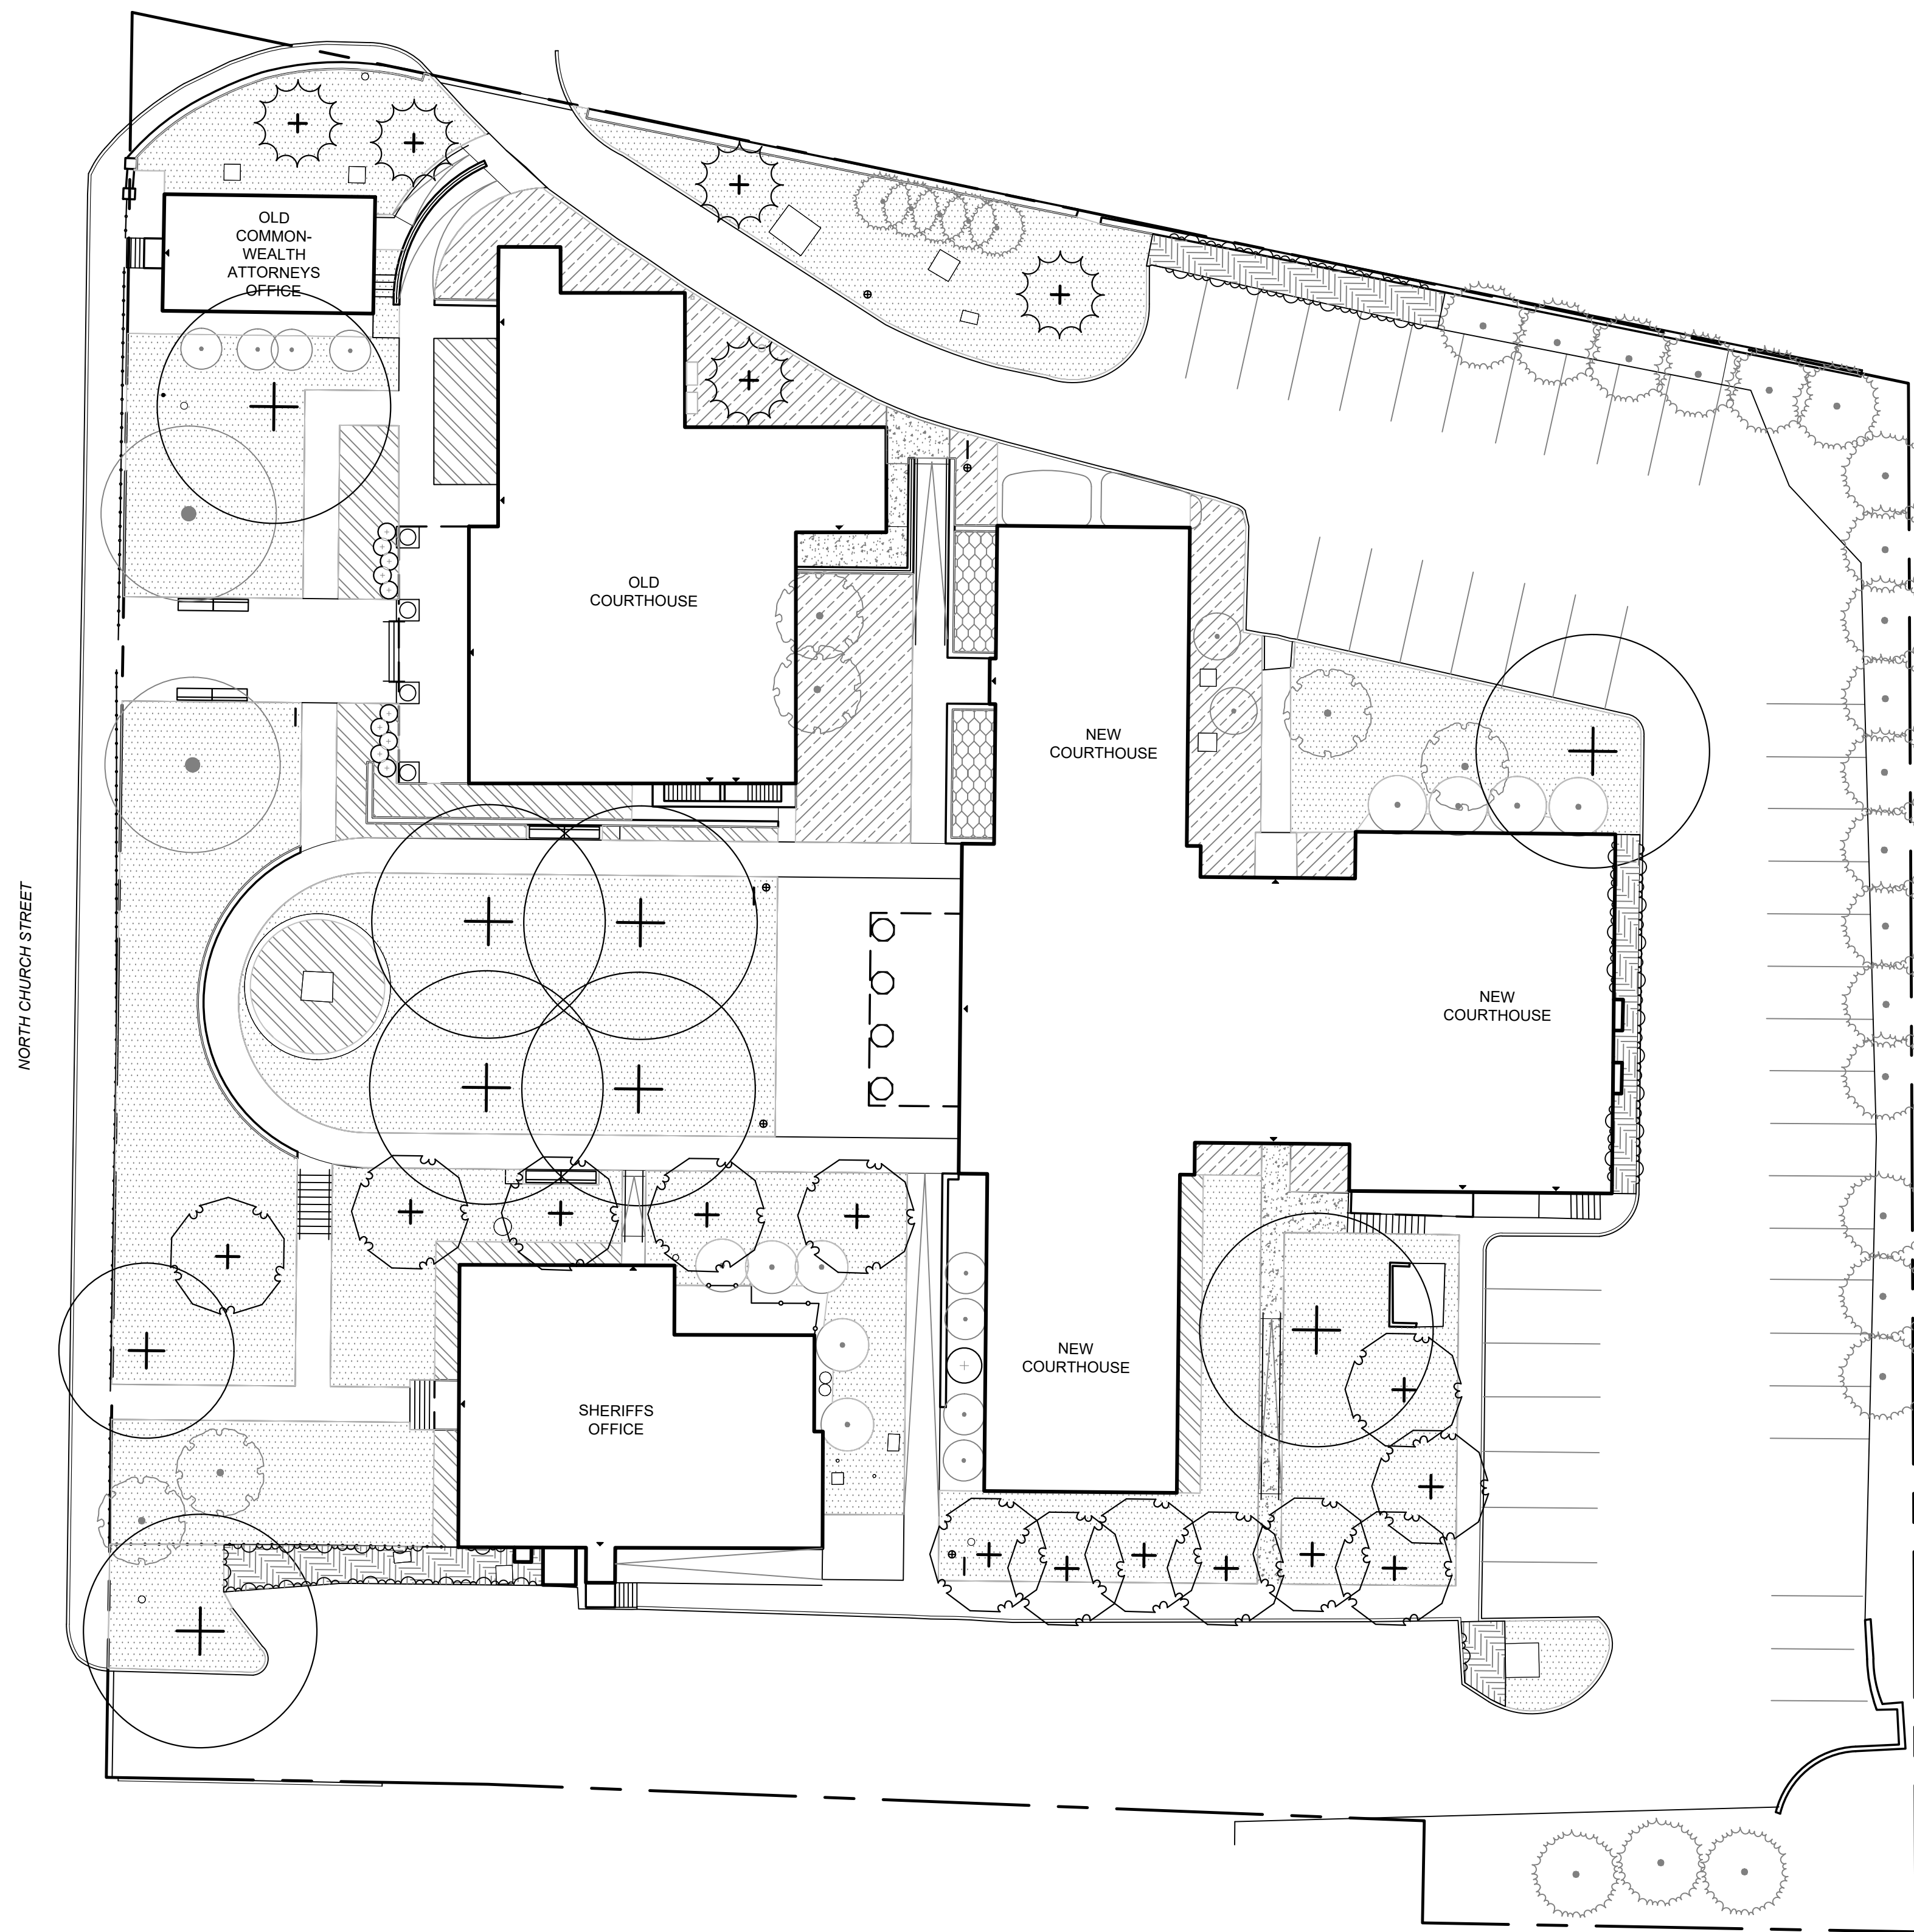 OLD
COMMON-
WEALTH
ATTORNEYS
OFFICE
OLD
COURTHOUSE
NEW
COURTHOUSE
NORTH CHURCH STREET
NEW
COURTHOUSE
NEW
COURTHOUSE
SHERIFFS
OFFICE